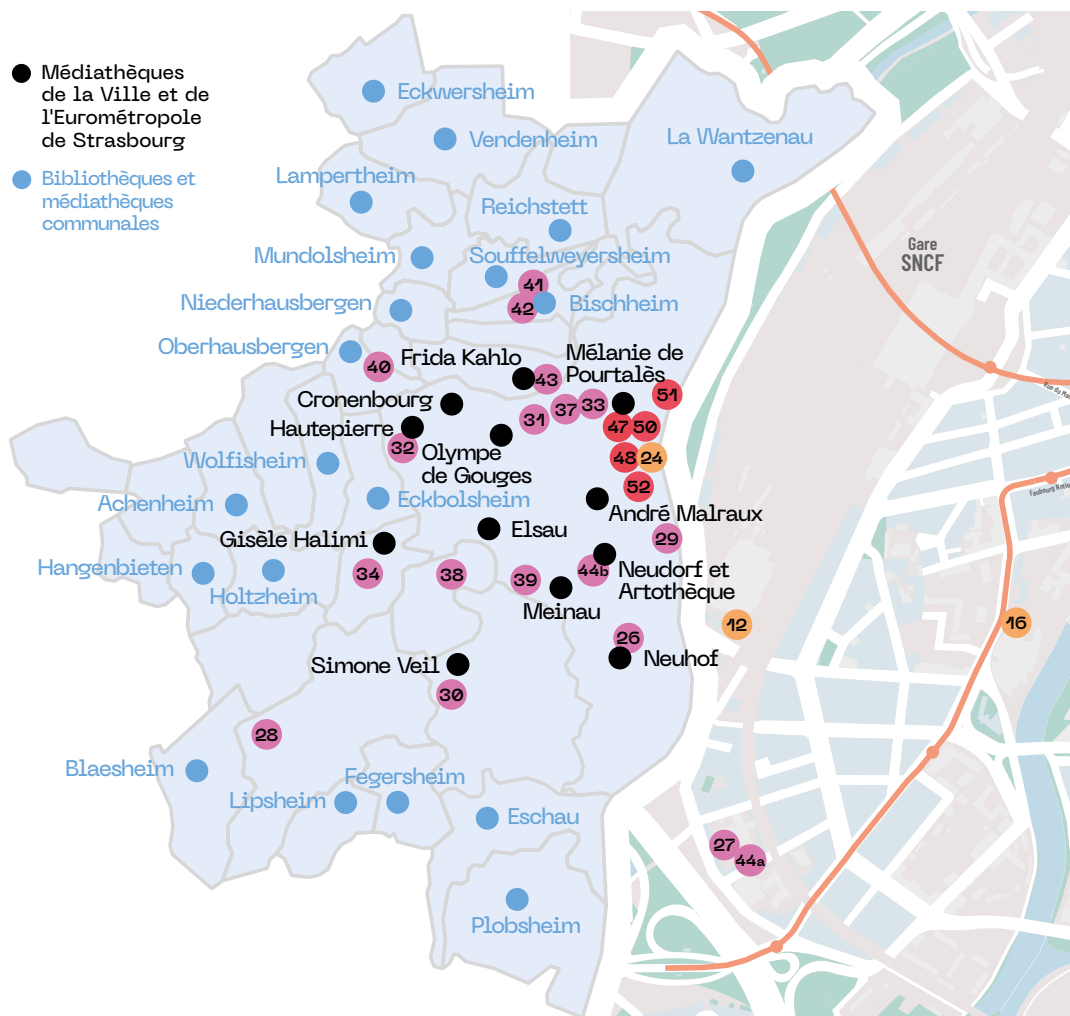 Médiathèques
de la Ville et de
l'Eurométropole
de Strasbourg
Bibliothèques et
médiathèques
communales
Eckwersheim
Vendenheim
La Wantzenau
Lampertheim
Reichstett
Mundolsheim
Souffelweyersheim
Gare
SNCF
41
Niederhausbergen
42
Bischheim
Oberhausbergen
40
Frida Kahlo
Mélanie de
Pourtalès
43
51
Cronenbourg
31
37
33
Hautepierre
47
50
32
Olympe
de Gouges
48
24
Wolfisheim
52
Achenheim
Eckbolsheim
André Malraux
Elsau
29
Gisèle Halimi
Hangenbieten
Holtzheim
34
38
39
44b
Neudorf et
Artothèque
Meinau
12
16
26
Neuhof
Simone Veil
30
28
Blaesheim
Fegersheim
Lipsheim
Eschau
27
44a
Plobsheim